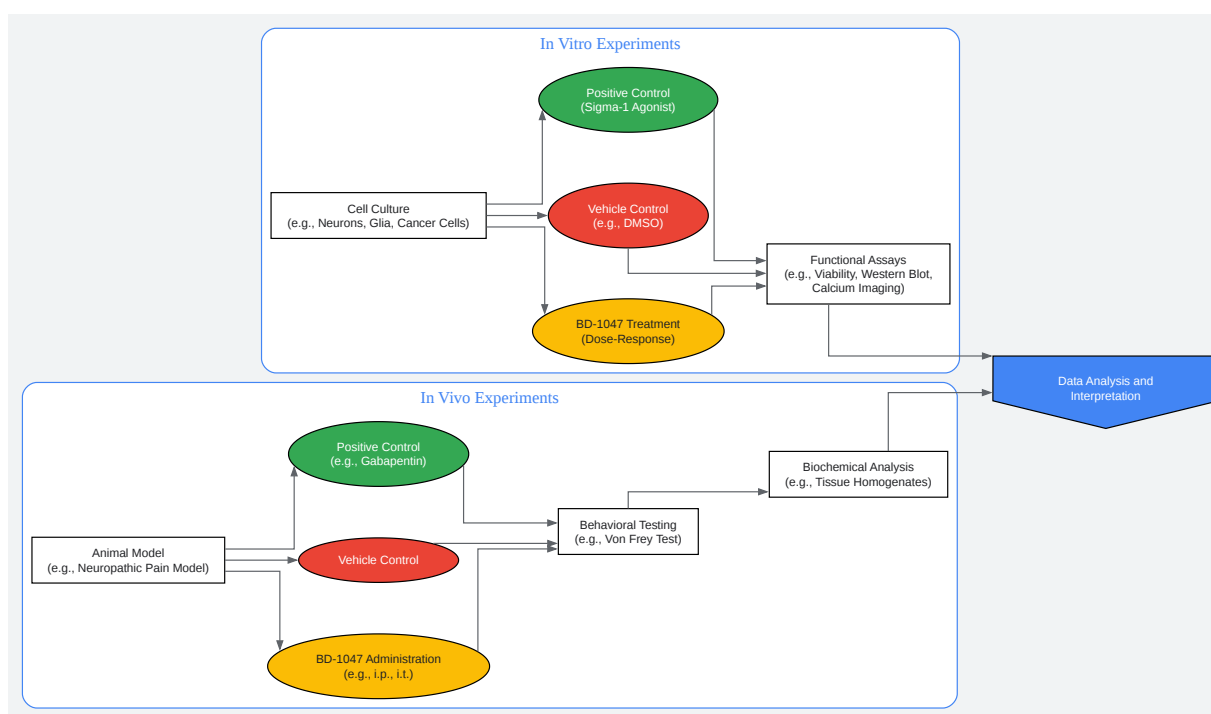 In Vitro Experiments
Positive Control
(Sigma-1 Agonist)
Cell Culture
(e.g., Neurons, Glia, Cancer Cells)
Vehicle Control
(e.g., DMSO)
BD-1047 Treatment
(Dose-Response)
Functional Assays
(e.g., Viability, Western Blot,
Calcium Imaging)
Data Analysis and
Interpretation
In Vivo Experiments
Positive Control
(e.g., Gabapentin)
Animal Model
(e.g., Neuropathic Pain Model)
Vehicle Control
BD-1047 Administration
(e.g., i.p., i.t.)
Behavioral Testing
(e.g., Von Frey Test)
Biochemical Analysis
(e.g., Tissue Homogenates)